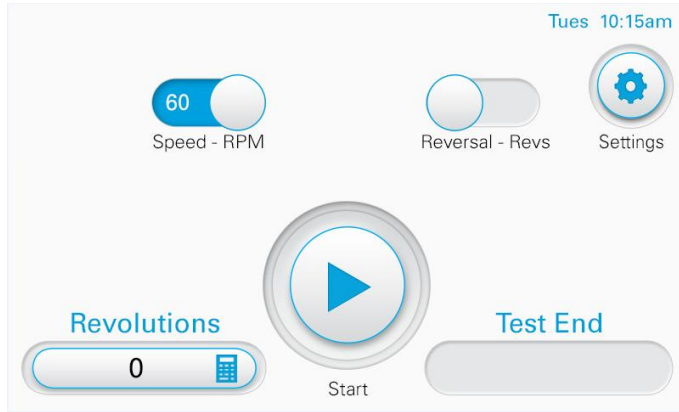 Tues 10:15am
60
Speed - RPM
Reversal - Revs
Settings
Revolutions
Test End
0
Start